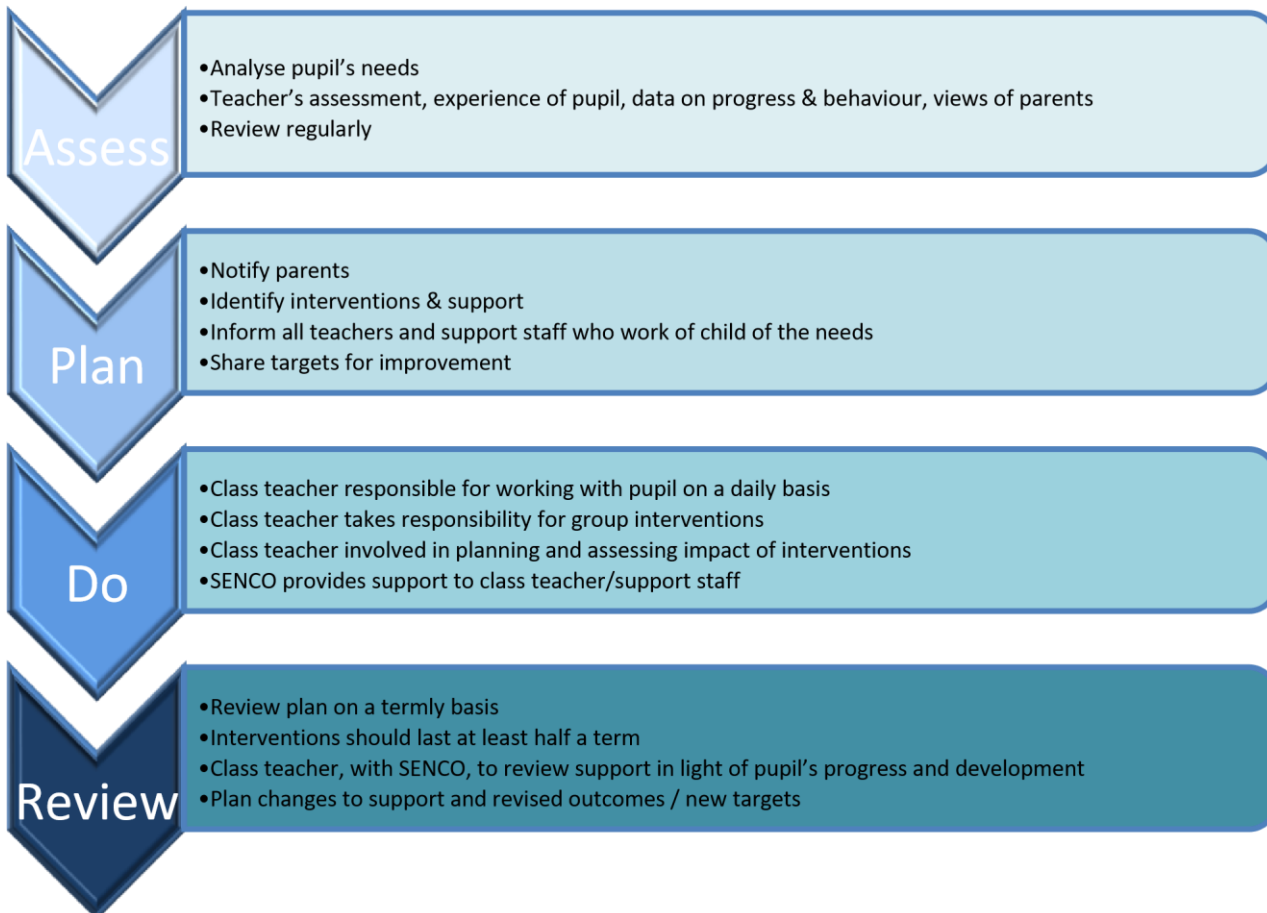 Assess
•Analyse pupil's needs
•Teacher's assessment, experience of pupil, data on progress & behaviour, views of parents
•Review regularly
Plan
•Notify parents
•Identify interventions & support
•Inform all teachers and support staff who work of child of the needs
•Share targets for improvement
Do
•Class teacher responsible for working with pupil on a daily basis
•Class teacher takes responsibility for group interventions
•Class teacher involved in planning and assessing impact of interventions
•SENCO provides support to class teacher/support staff
Review
•Review plan on a termly basis
•Interventions should last at least half a term
•Class teacher, with SENCO, to review support in light of pupil's progress and development
•Plan changes to support and revised outcomes / new targets